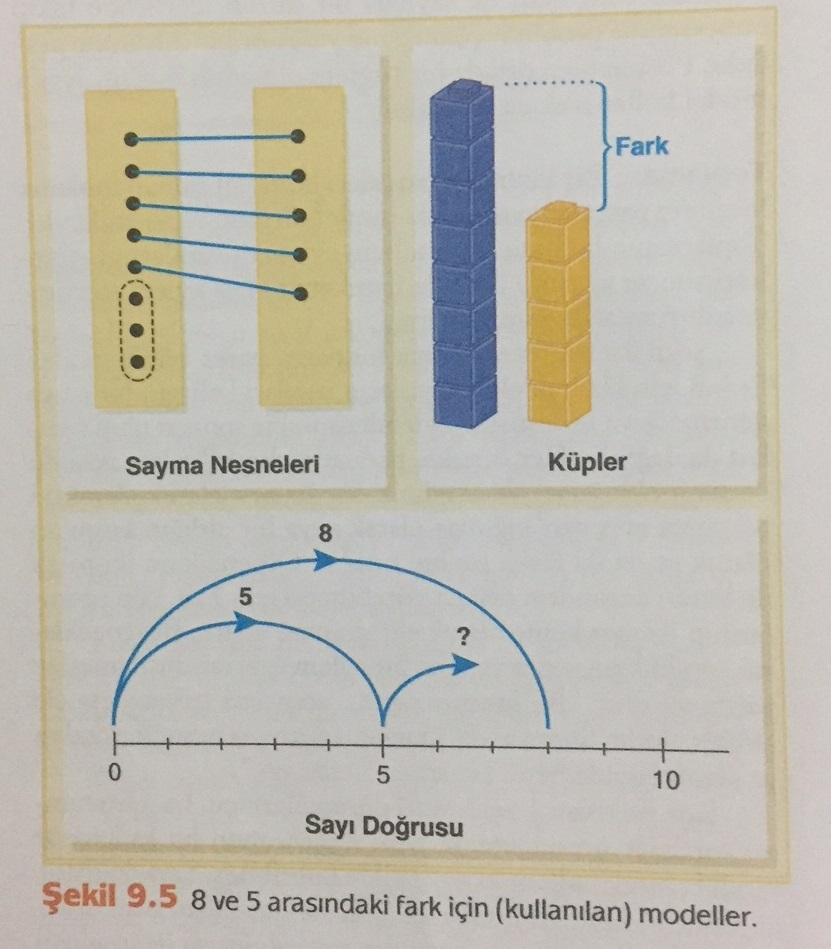 Fark
Sayma Nesneleri
Küpler
8
5
?
0 5 10
Sayı Doğrusu
Şekil 9.5 8 ve 5 arasındaki fark için (kullanılan) modeller.